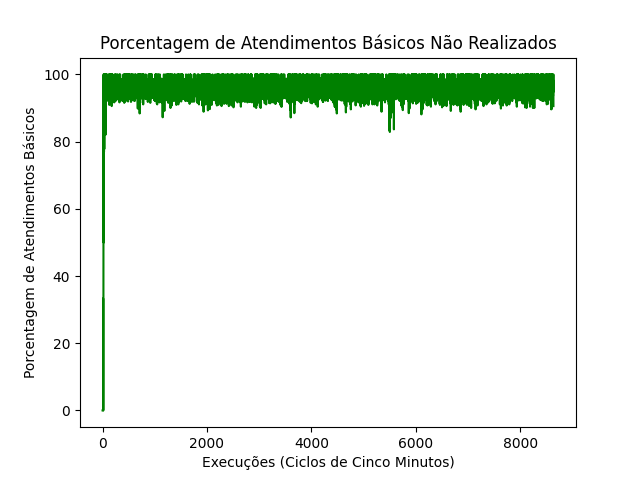 Porcentagem de Atendimentos Básicos Não Realizados
100
80
60
40
20
0
Porcentagem de Atendimentos Básicos
0 2000 4000 6000 8000
Execuções (Ciclos de Cinco Minutos)